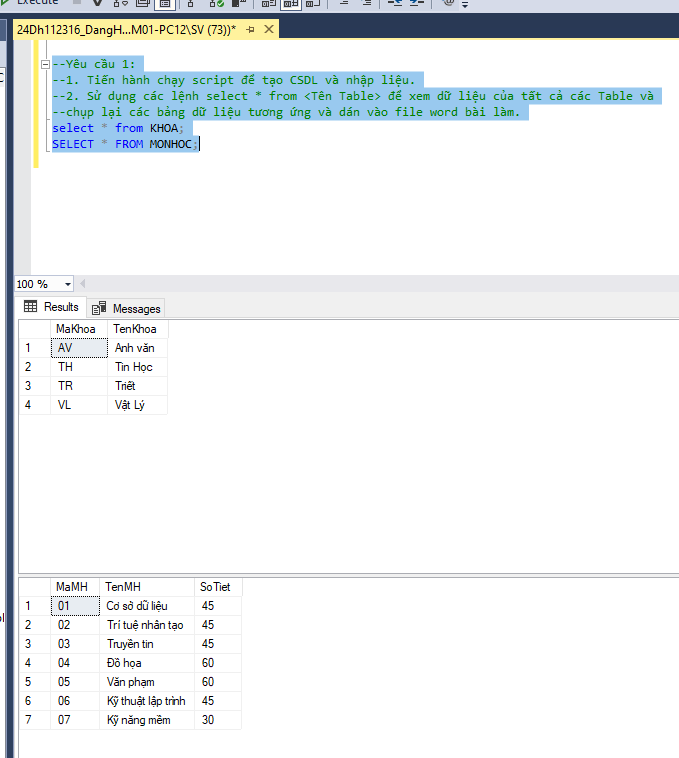 Execute
24Dh112316_DangH...M01-PC12\SV (73))*
--Yêu cầu 1:
--1. Tiến hành chạy script để tạo CSDL và nhập liệu.
--2. Sử dụng các lệnh select * from <Tên Table> để xem dữ liệu của tất cả các Table và
--chụp lại các bảng dữ liệu tương ứng và dán vào file word bài làm.
select * from KHOA;
SELECT * FROM MONHOC;
100 %
Results Messages
MaKhoa TenKhoa
1 AV Anh văn
2 TH Tin Học
3 TR Triết
4 VL Vật Lý
MaMH TenMH SoTiet
1 01 Cơ sở dữ liệu 45
2 02 Trí tuệ nhân tạo 45
3 03 Truyền tin 45
4 04 Đồ họa 60
5 05 Văn phạm 60
6 06 Kỹ thuật lập trình 45
7 07 Kỹ năng mềm 30